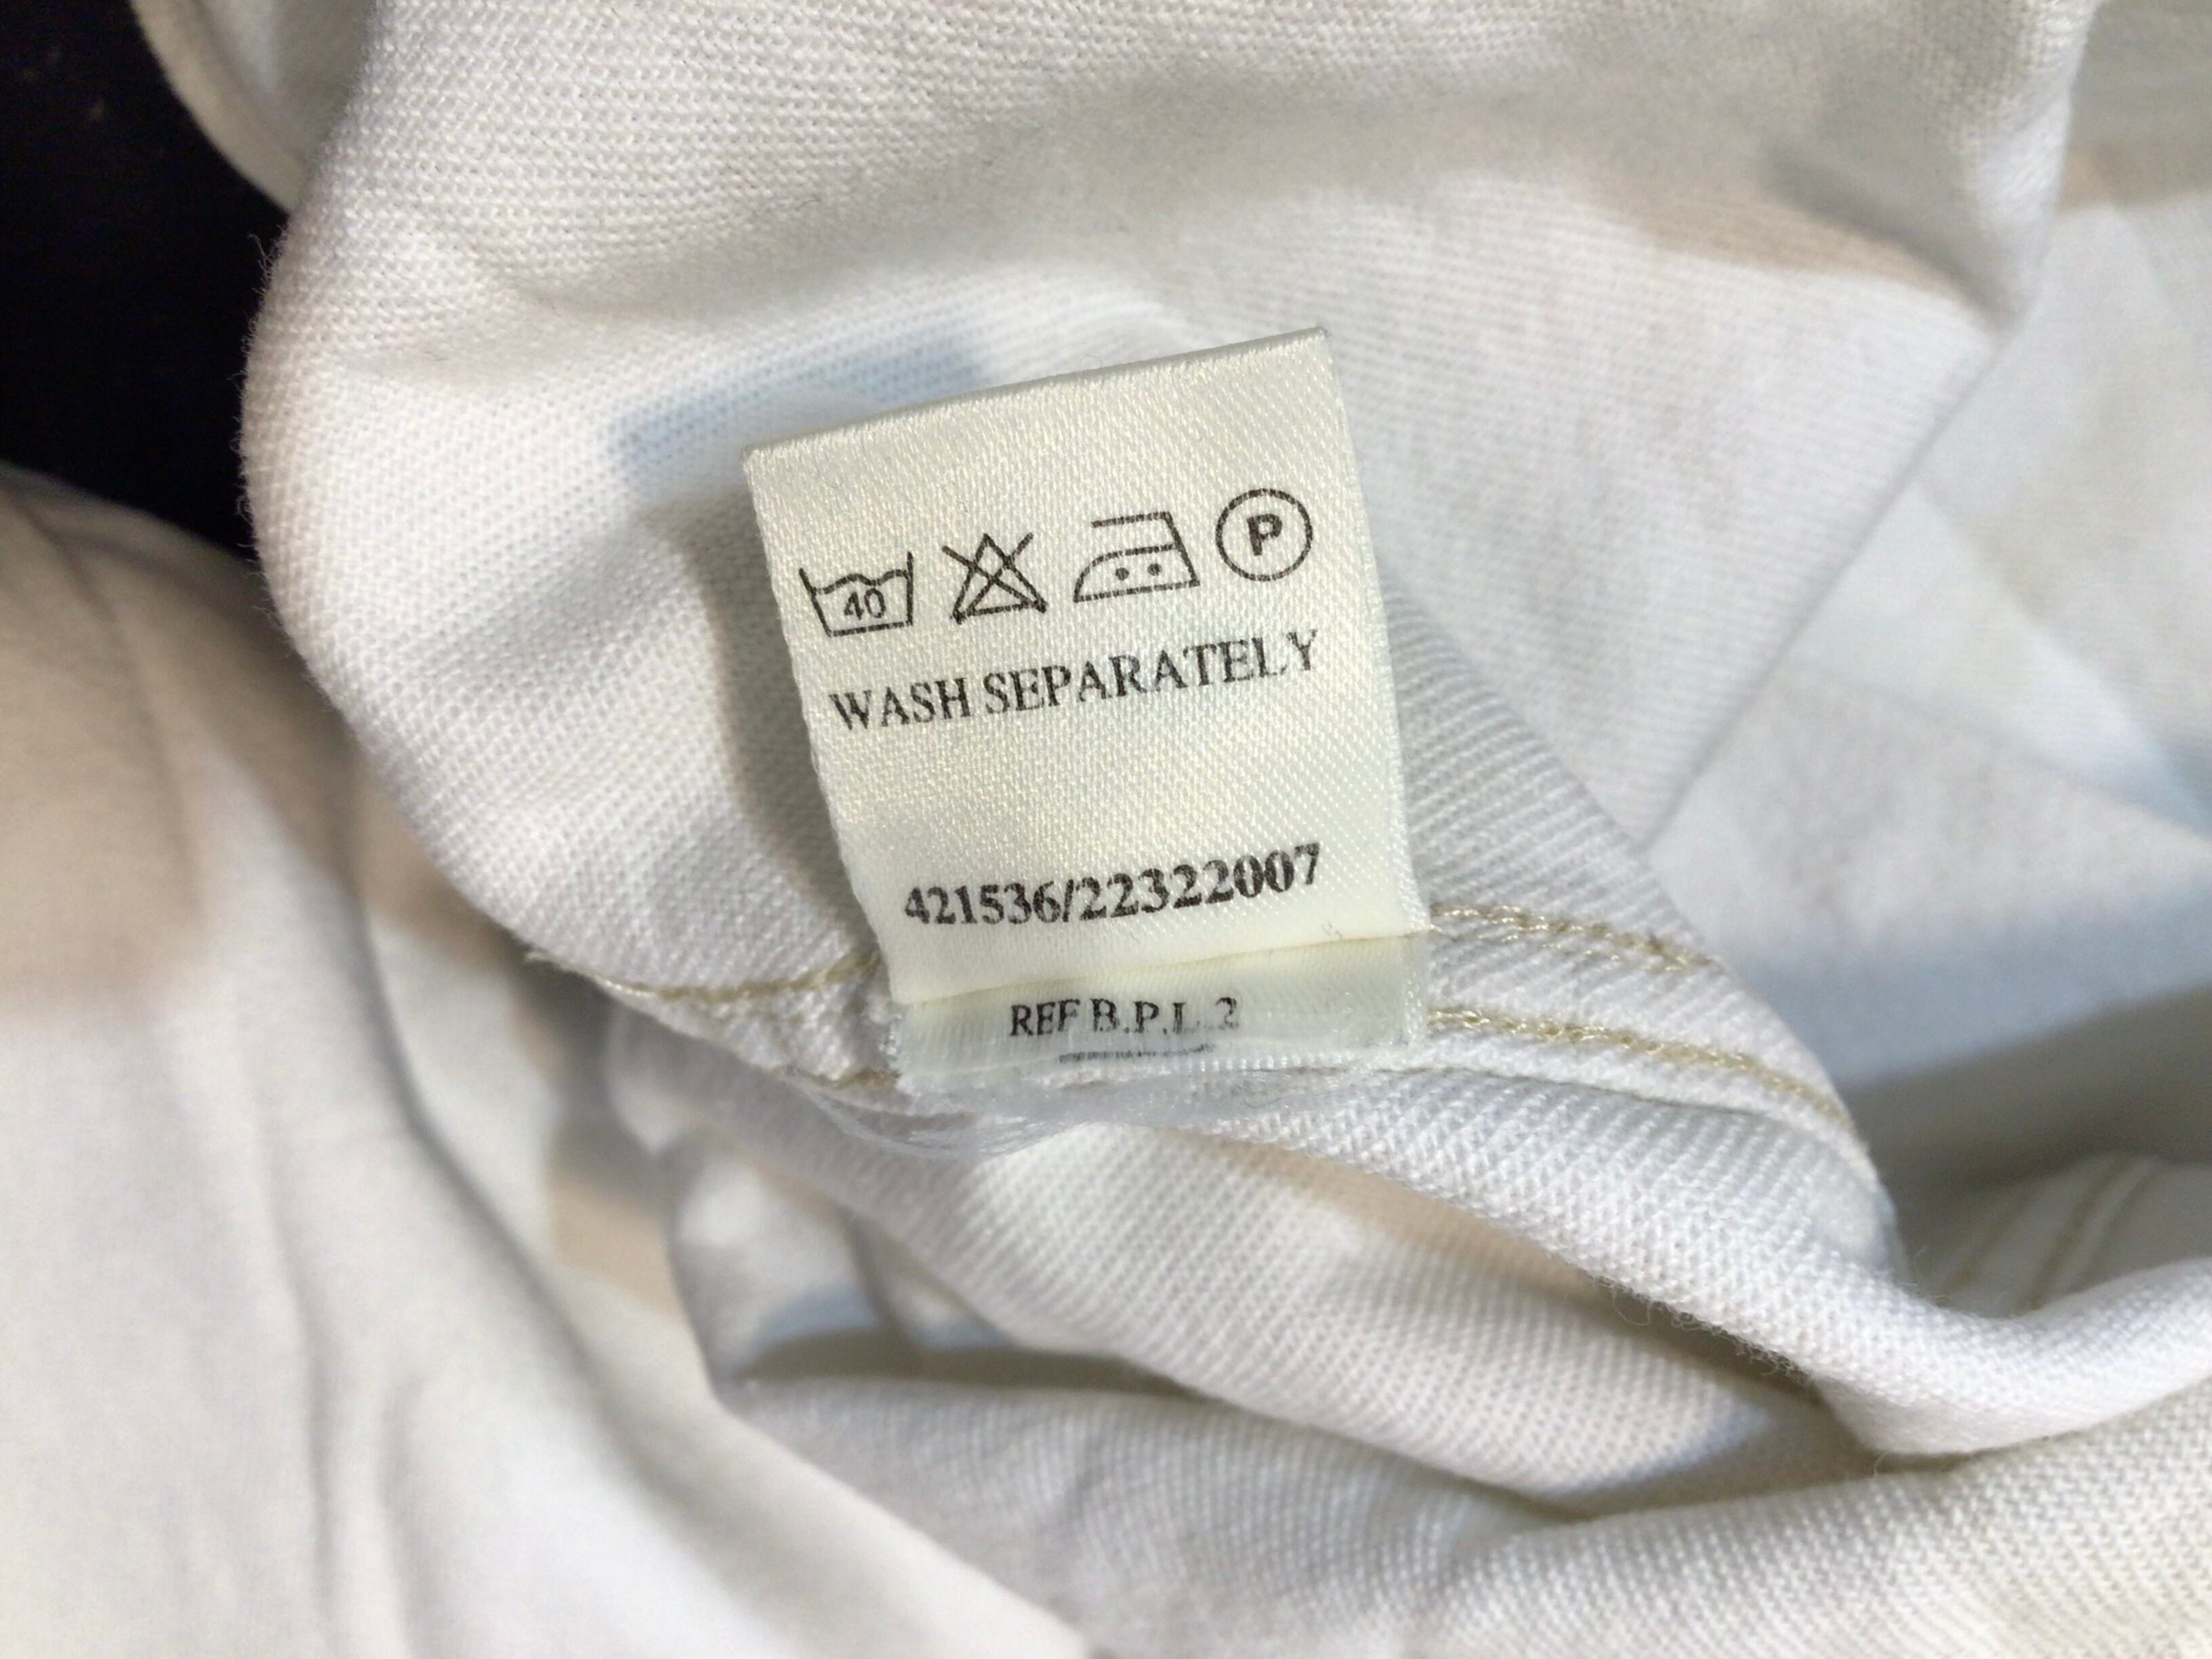 40 P
WASH SEPARATELY
421536/22322007
REF B.P.L. 2